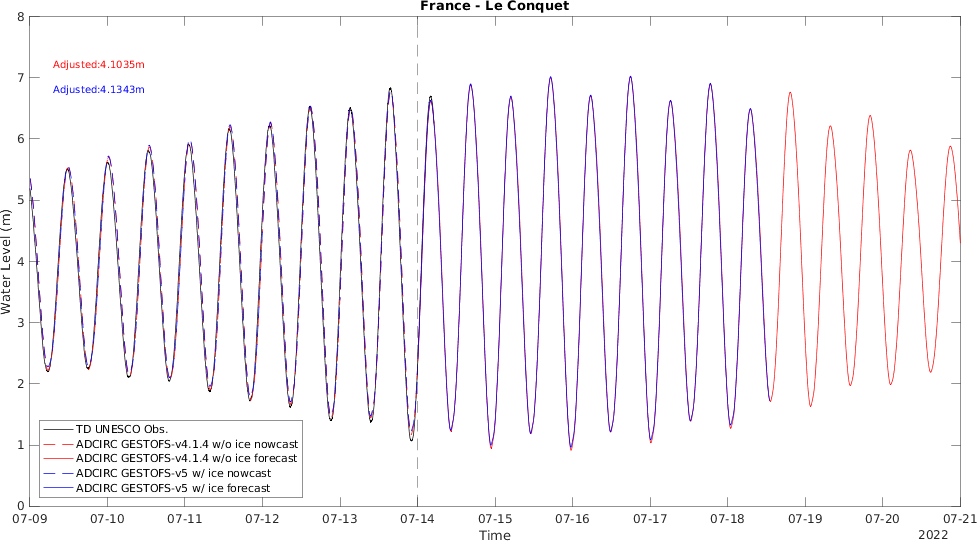 France - Le Conquet
8
7
6
5
4
3
2
1
0
Water Level (m)
Adjusted:4.1035m
Adjusted:4.1343m
TD UNESCO Obs.
ADCIRC GESTOFS-v4.1.4 w/o ice nowcast
ADCIRC GESTOFS-v4.1.4 w/o ice forecast
ADCIRC GESTOFS-v5 w/ ice nowcast
ADCIRC GESTOFS-v5 w/ ice forecast
07-09 07-10 07-11 07-12 07-13 07-14 07-15 07-16 07-17 07-18 07-19 07-20 07-21
Time
2022